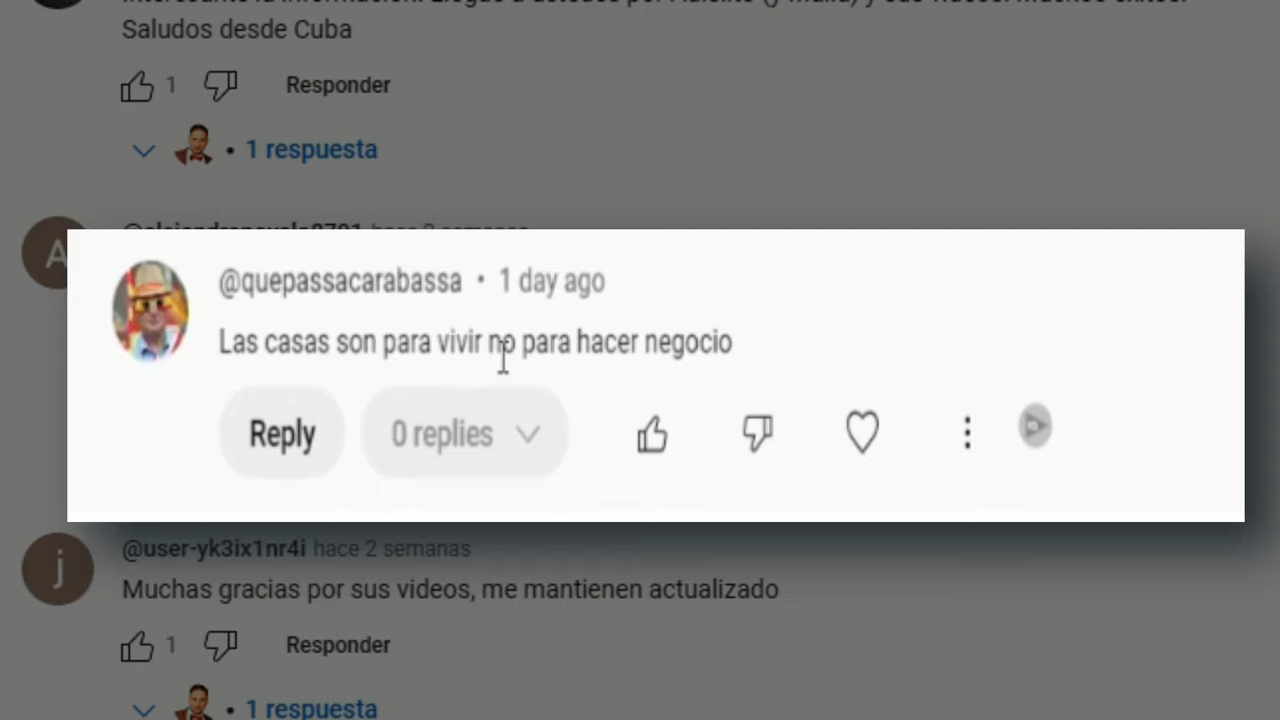 Saludos desde Cuba
1
Responder
• 1 respuesta
A
@quepassacarabassa • 1 day ago
Las casas son para vivir no para hacer negocio
Reply
0 replies
j
@user-yk3ix1nr4i hace 2 semanas
Muchas gracias por sus videos, me mantienen actualizado
1
Responder
• 1 respuesta